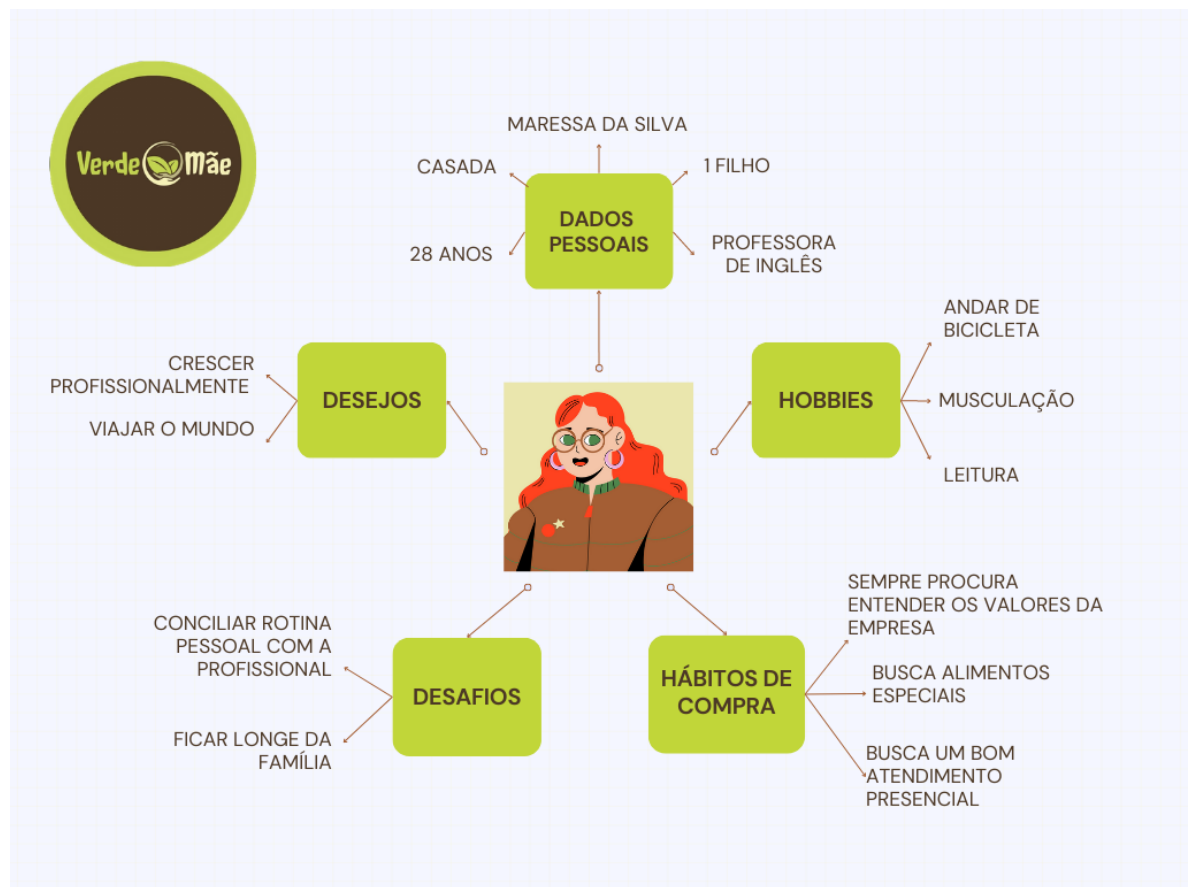 Verde Mãe
MARESSA DA SILVA
CASADA
1 FILHO
DADOS
PESSOAIS
28 ANOS
PROFESSORA
DE INGLÊS
CRESCER
PROFISSIONALMENTE
VIAJAR O MUNDO
DESEJOS
HOBBIES
ANDAR DE
BICICLETA
MUSCULAÇÃO
LEITURA
CONCILIAR ROTINA
PESSOAL COM A
PROFISSIONAL
FICAR LONGE DA
FAMÍLIA
DESAFIOS
HÁBITOS DE
COMPRA
SEMPRE PROCURA
ENTENDER OS VALORES DA
EMPRESA
BUSCA ALIMENTOS
ESPECIAIS
BUSCA UM BOM
ATENDIMENTO
PRESENCIAL